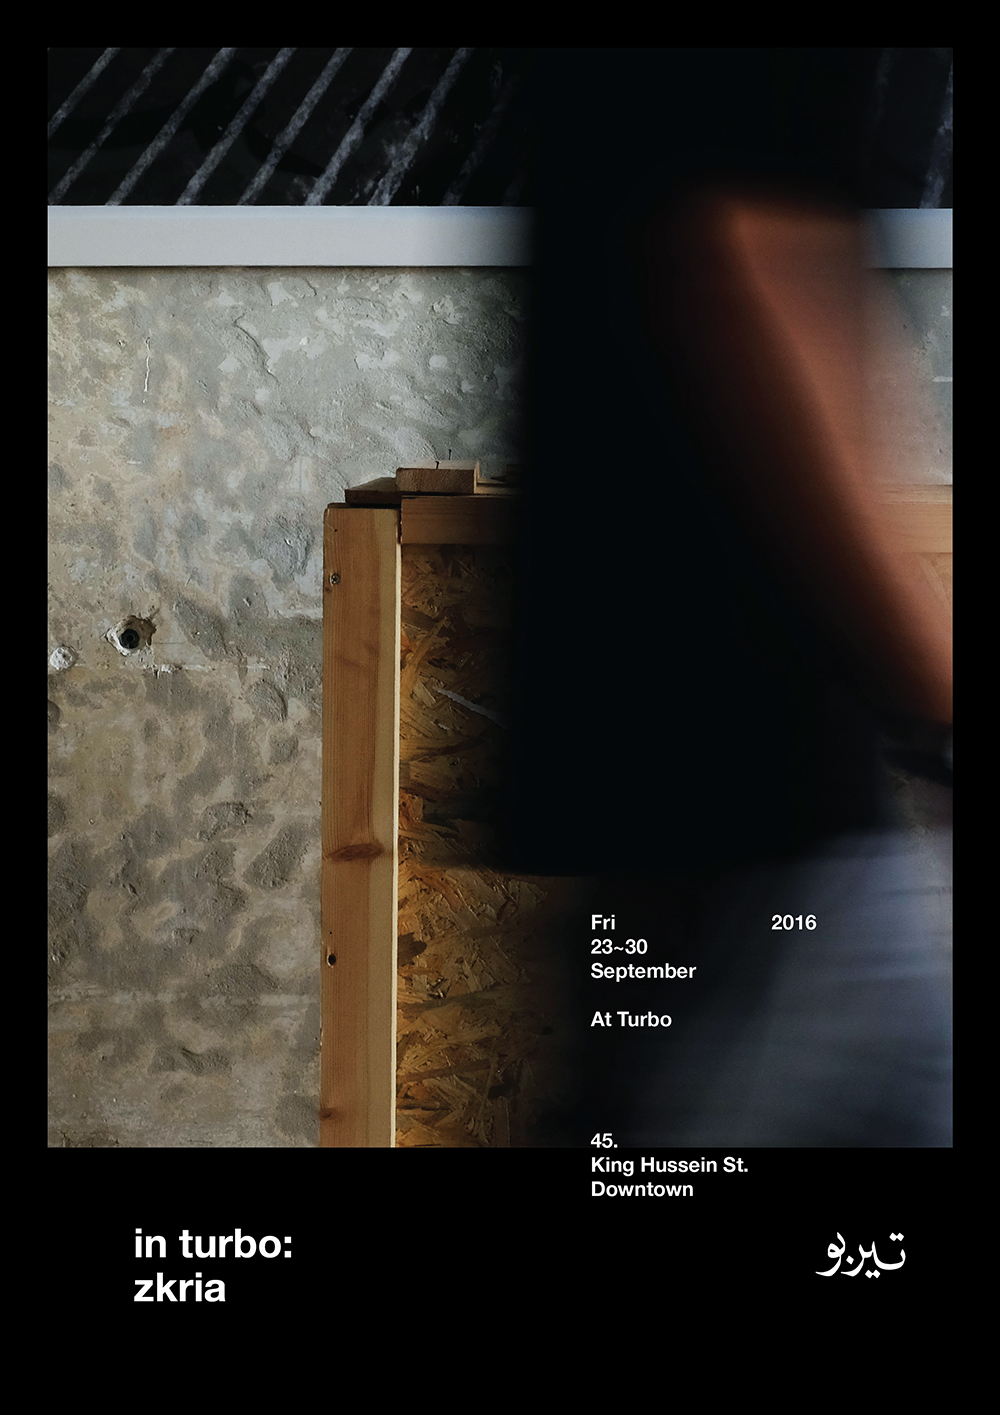 Fri 2016
23~30
September
At Turbo
45.
King Hussein St.
Downtown
in turbo:
zkria
تيربو